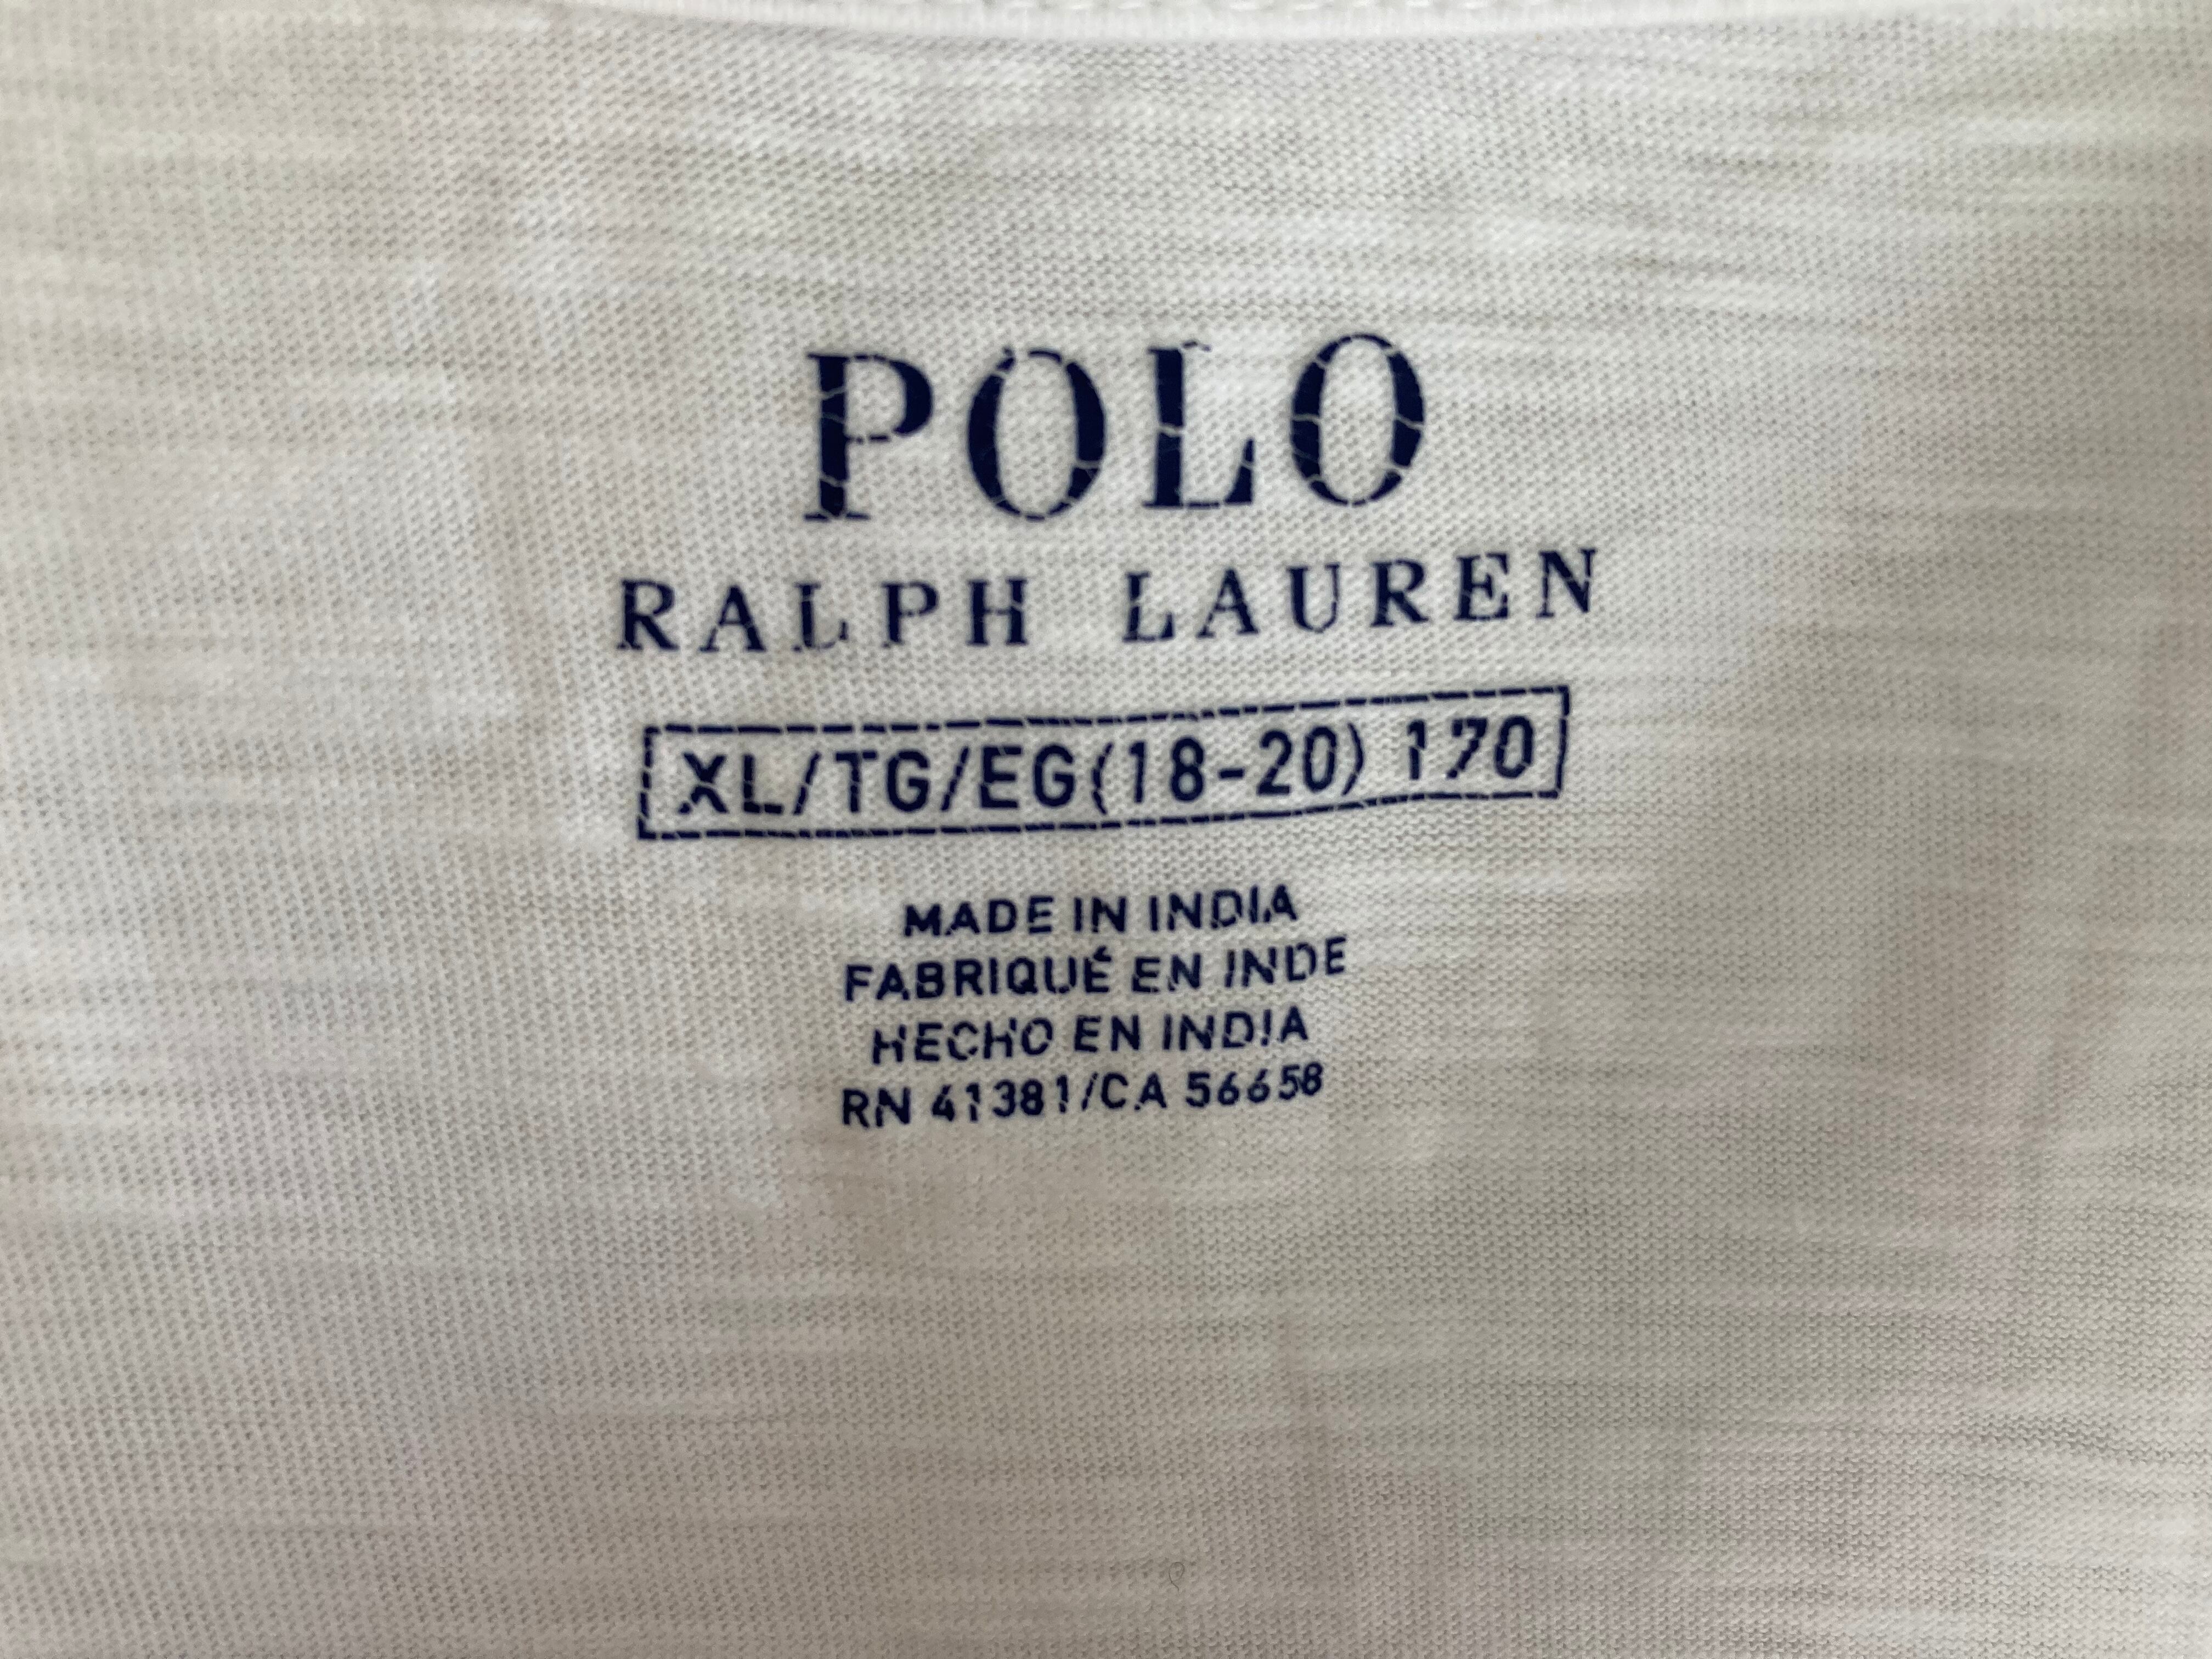 POLO
RALPH LAUREN
XL/TG/EG(18-20) 170
MADE IN INDIA
FABRIQUÉ EN INDE
HECHO EN INDIA
RN 41381/CA 56658